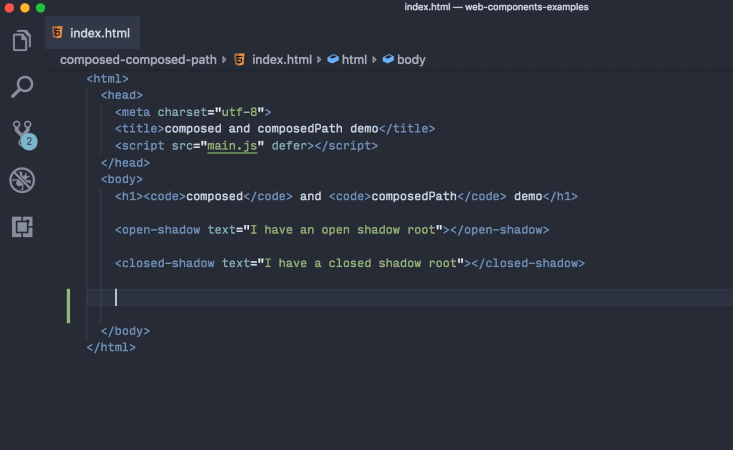 index.html — web-components-examples
index.html
composed-composed-path › index.html › html › body
<html>
<head>
<meta charset="utf-8">
<title>composed and composedPath demo</title>
<script src="main.js" defer></script>
</head>
<body>
<h1><code>composed</code> and <code>composedPath</code> demo</h1>
<open-shadow text="I have an open shadow root"></open-shadow>
<closed-shadow text="I have a closed shadow root"></closed-shadow>
2
</body>
</html>